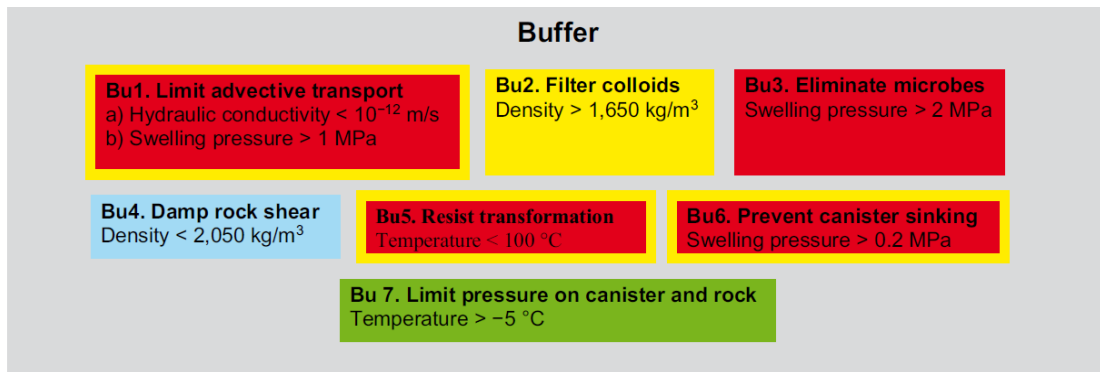 Buffer
Bu1. Limit advective transport
a) Hydraulic conductivity < 10⁻¹² m/s
b) Swelling pressure > 1 MPa
Bu2. Filter colloids
Density > 1,650 kg/m³
Bu3. Eliminate microbes
Swelling pressure > 2 MPa
Bu4. Damp rock shear
Density < 2,050 kg/m³
Bu5. Resist transformation
Temperature < 100 °C
Bu6. Prevent canister sinking
Swelling pressure > 0.2 MPa
Bu 7. Limit pressure on canister and rock
Temperature > −5 °C